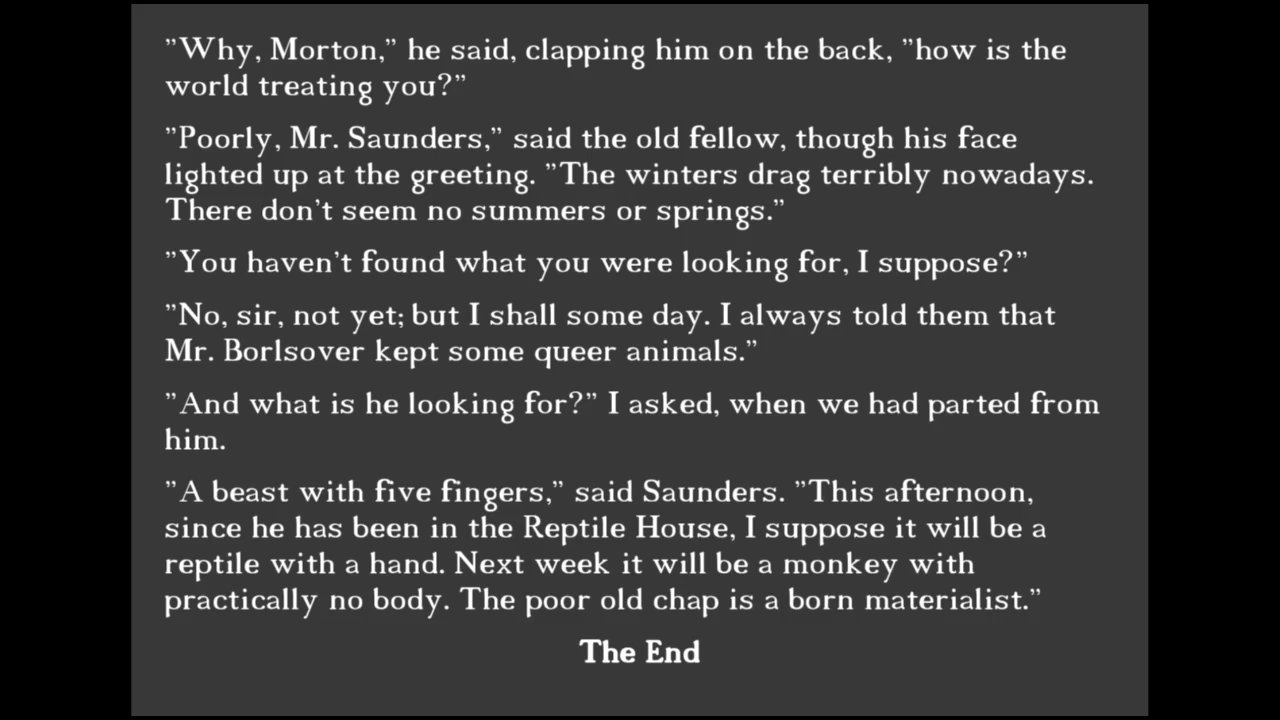 ”Why, Morton,” he said, clapping him on the back, ”how is the
world treating you?”
”Poorly, Mr. Saunders,” said the old fellow, though his face
lighted up at the greeting. ”The winters drag terribly nowadays.
There don’t seem no summers or springs.”
”You haven’t found what you were looking for, I suppose?”
”No, sir, not yet; but I shall some day. I always told them that
Mr. Borlsover kept some queer animals.”
”And what is he looking for?” I asked, when we had parted from
him.
”A beast with five fingers,” said Saunders. ”This afternoon,
since he has been in the Reptile House, I suppose it will be a
reptile with a hand. Next week it will be a monkey with
practically no body. The poor old chap is a born materialist.”
The End